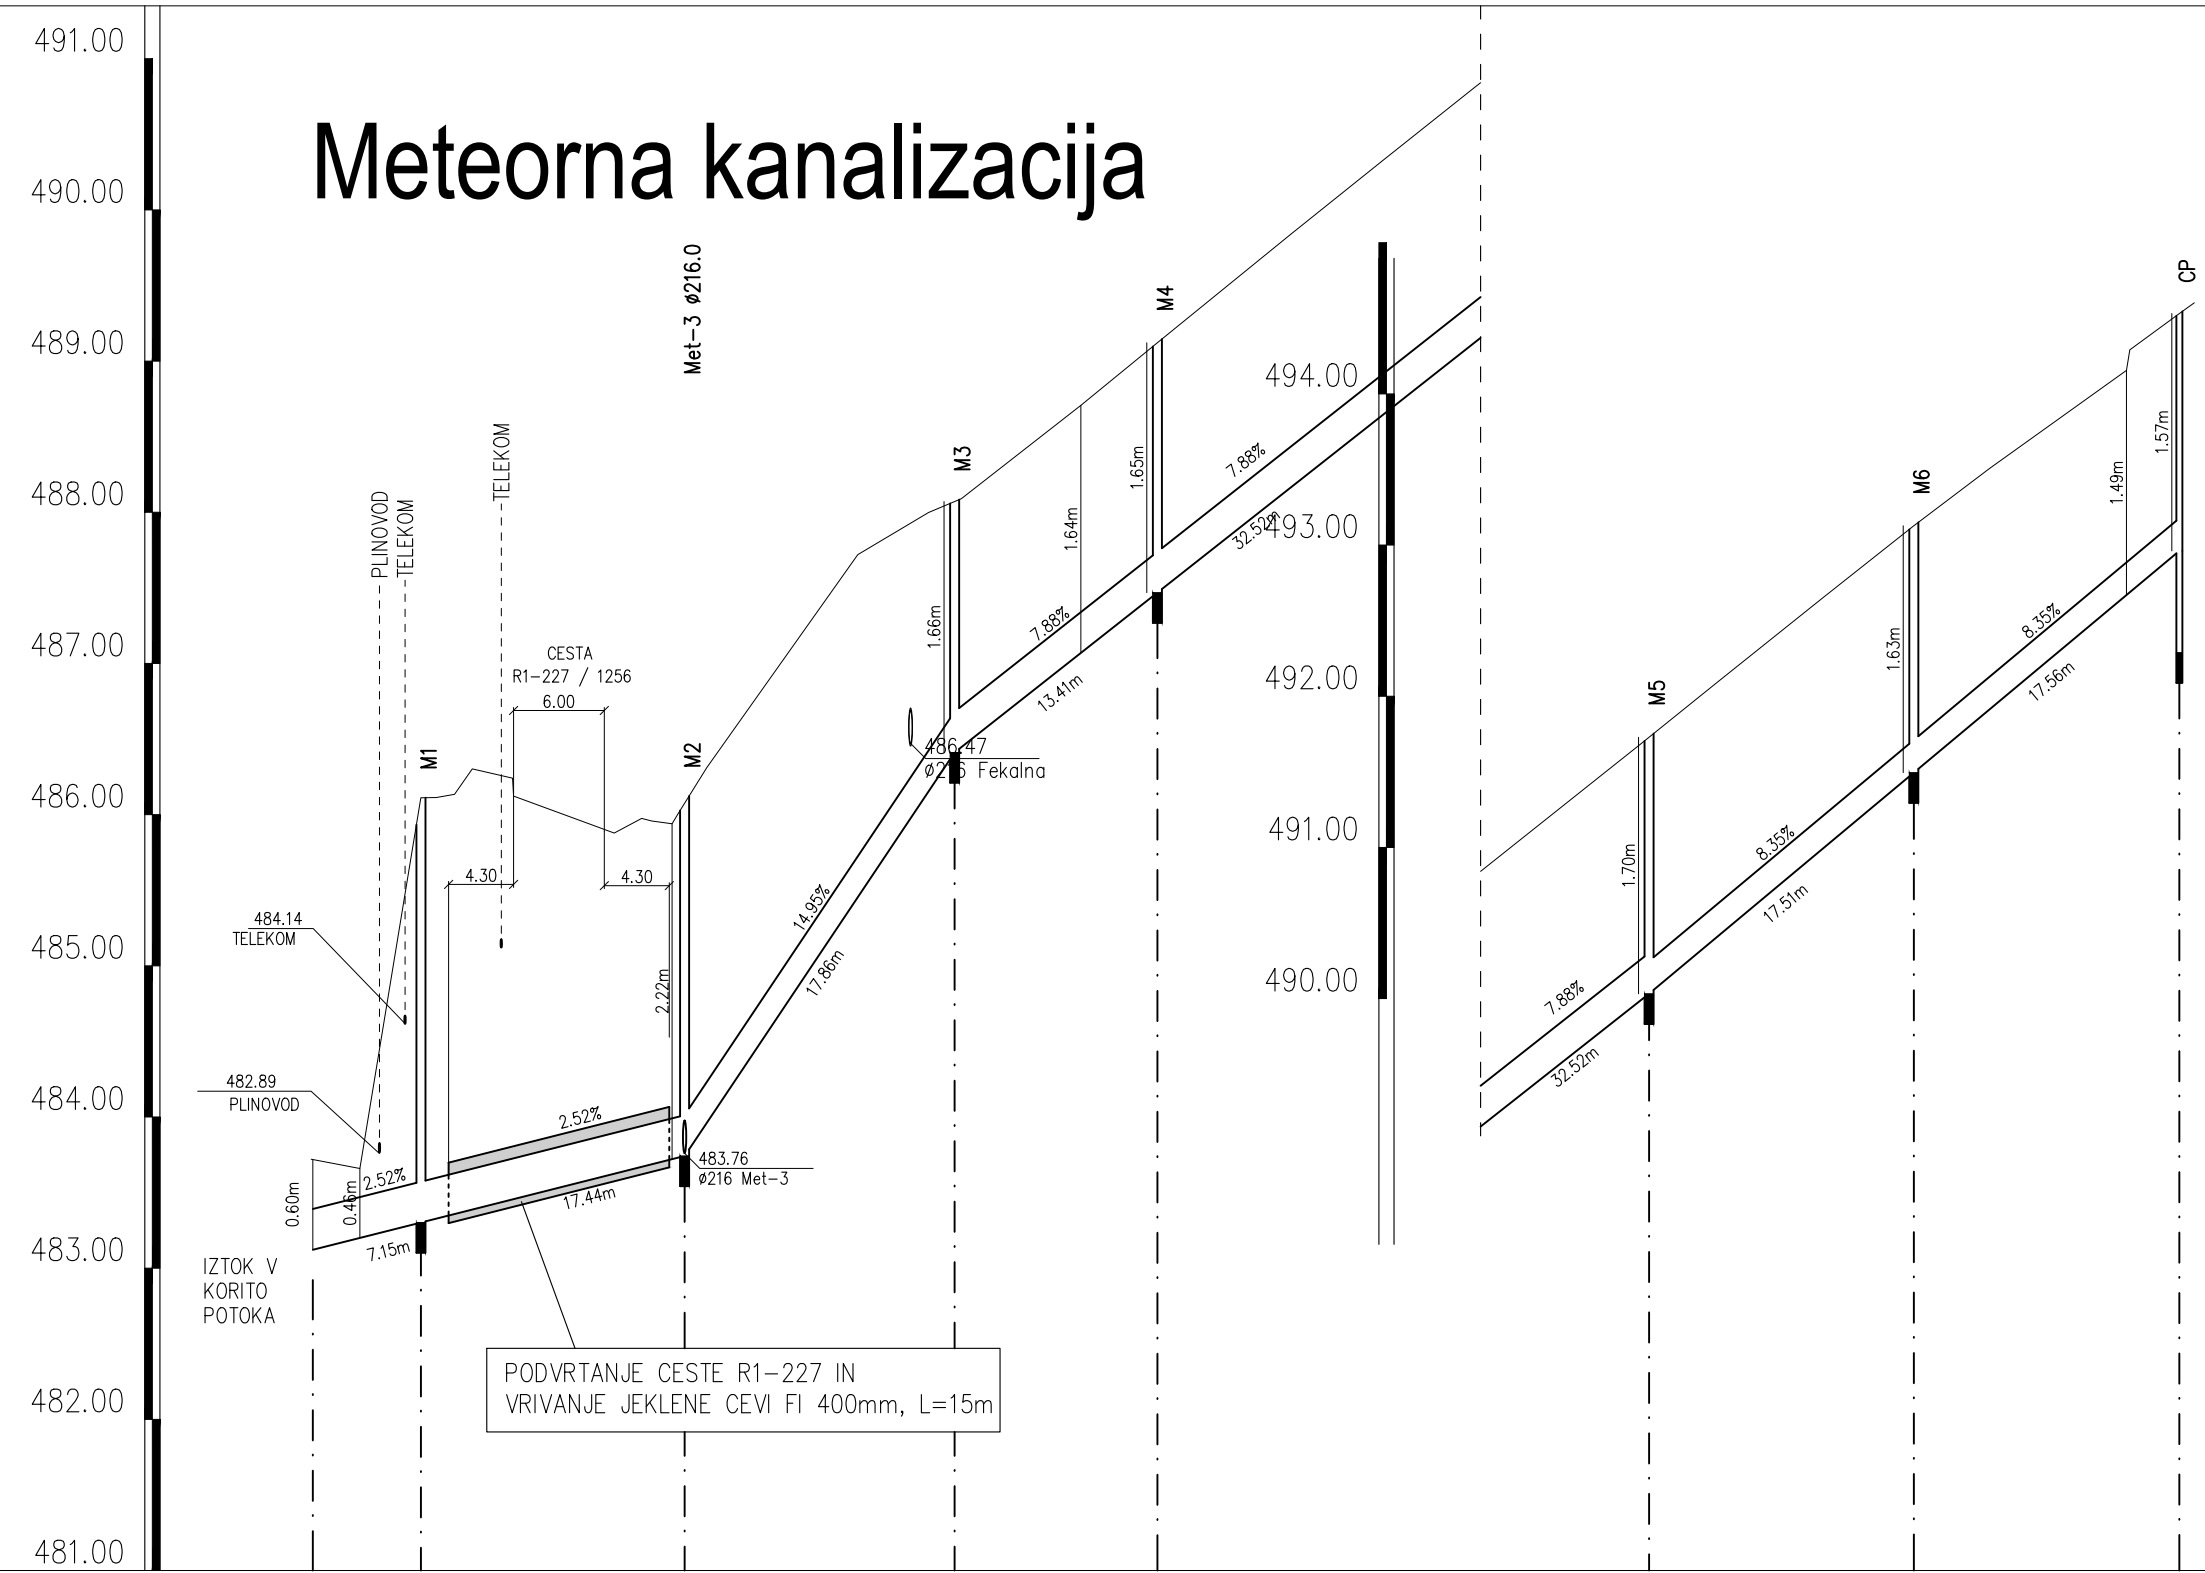 Meteorna kanalizacija
491.00
490.00
489.00
488.00
487.00
486.00
485.00
484.00
483.00
482.00
481.00
PLINOVOD
TELEKOM
TELEKOM
CESTA
R1-227 / 1256
6.00
4.30
4.30
M1
Met-3 ø216.0
M2
M3
M4
484.14
TELEKOM
482.89
PLINOVOD
0.60m
0.46m
2.52%
7.15m
IZTOK V
KORITO
POTOKA
2.52%
17.44m
2.22m
483.76
ø216 Met-3
14.95%
17.86m
1.66m
486.47
Fekalna
7.88%
13.41m
1.64m
1.65m
7.88%
32.52m
PODVRTANJE CESTE R1-227 IN
VRIVANJE JEKLENE CEVI FI 400mm, L=15m
494.00
493.00
492.00
491.00
490.00
7.88%
32.52m
1.70m
M5
8.35%
17.51m
1.63m
M6
8.35%
17.56m
1.49m
1.57m
CP